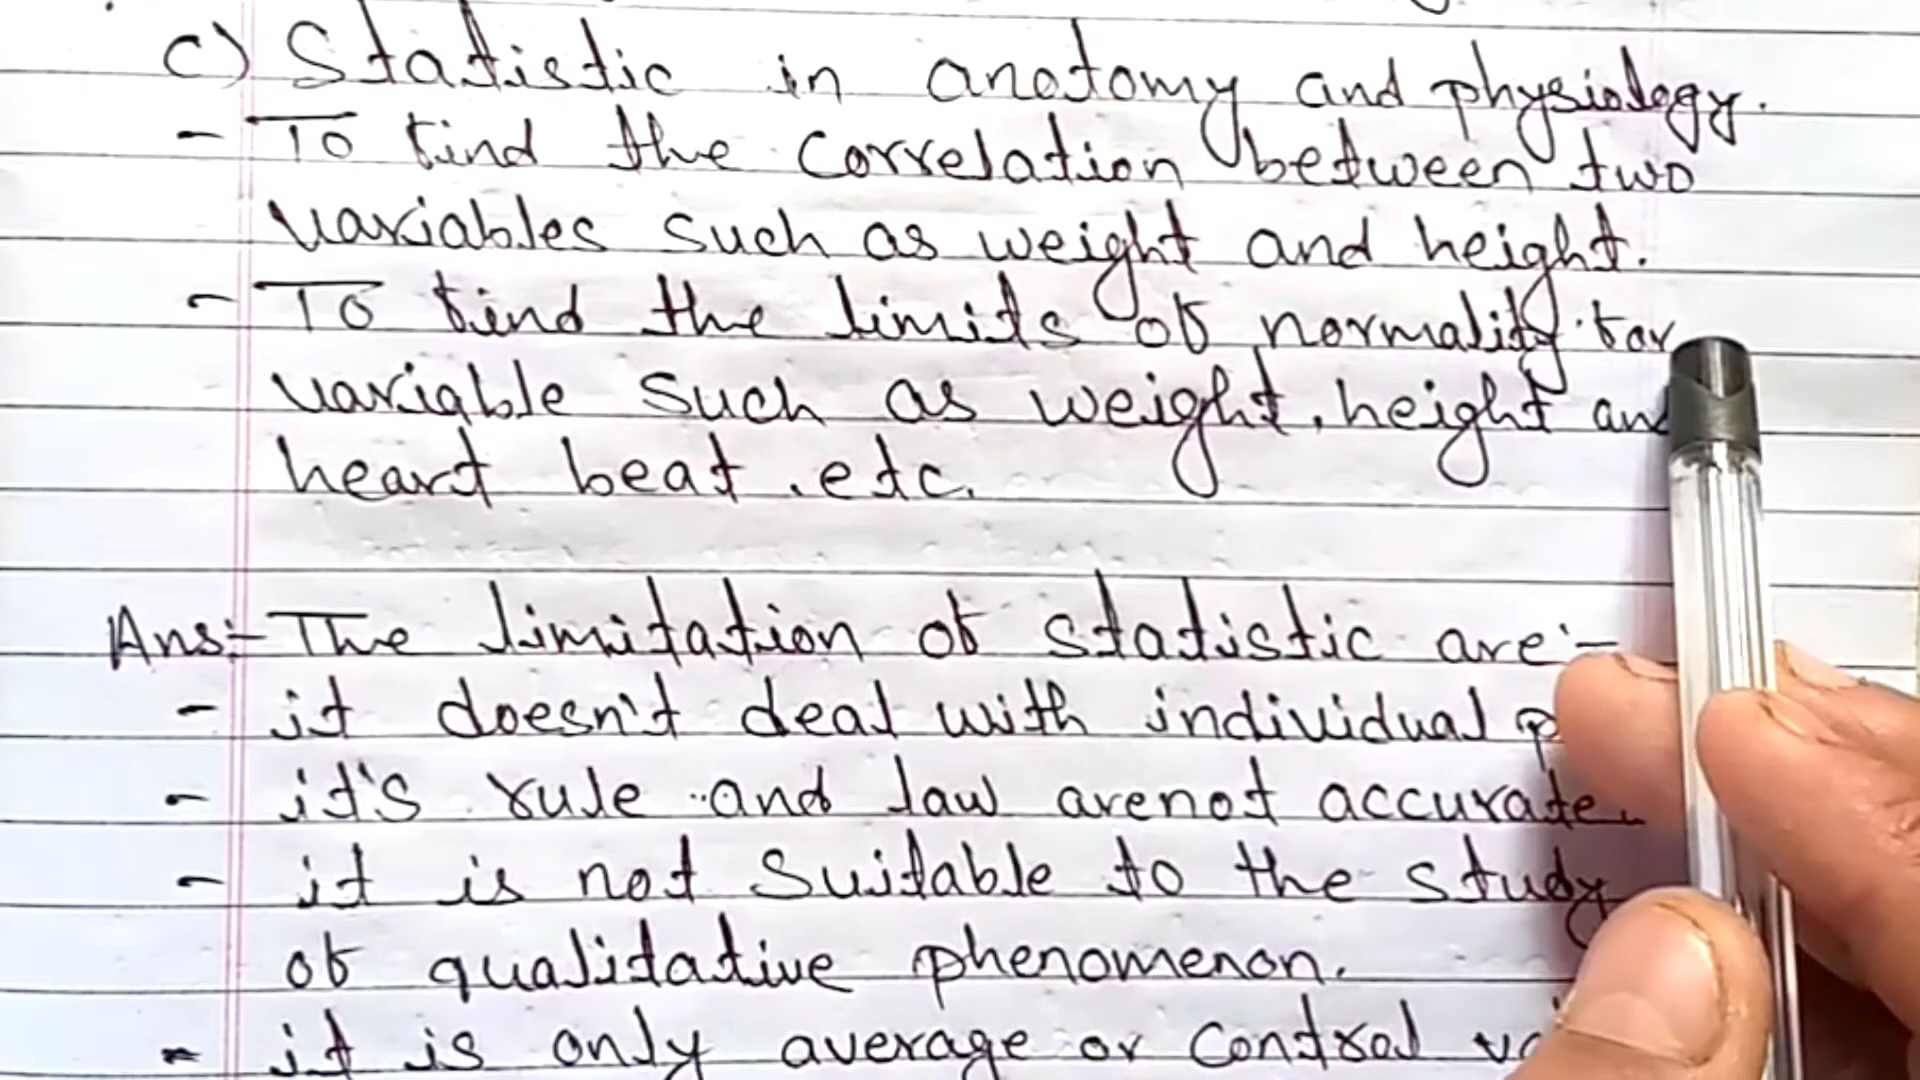 c) Statistic in anatomy and physiology.
- To find the correlation between two
variables such as weight and height.
- To find the limits of normality for
variable such as weight, height and
heart beat, etc.
Ans:- The limitation of statistic are:-
- it doesn't deal with individual
- it's rule and law are not accurate.
- it is not suitable to the study
of qualitative phenomenon.
- it is only average or control